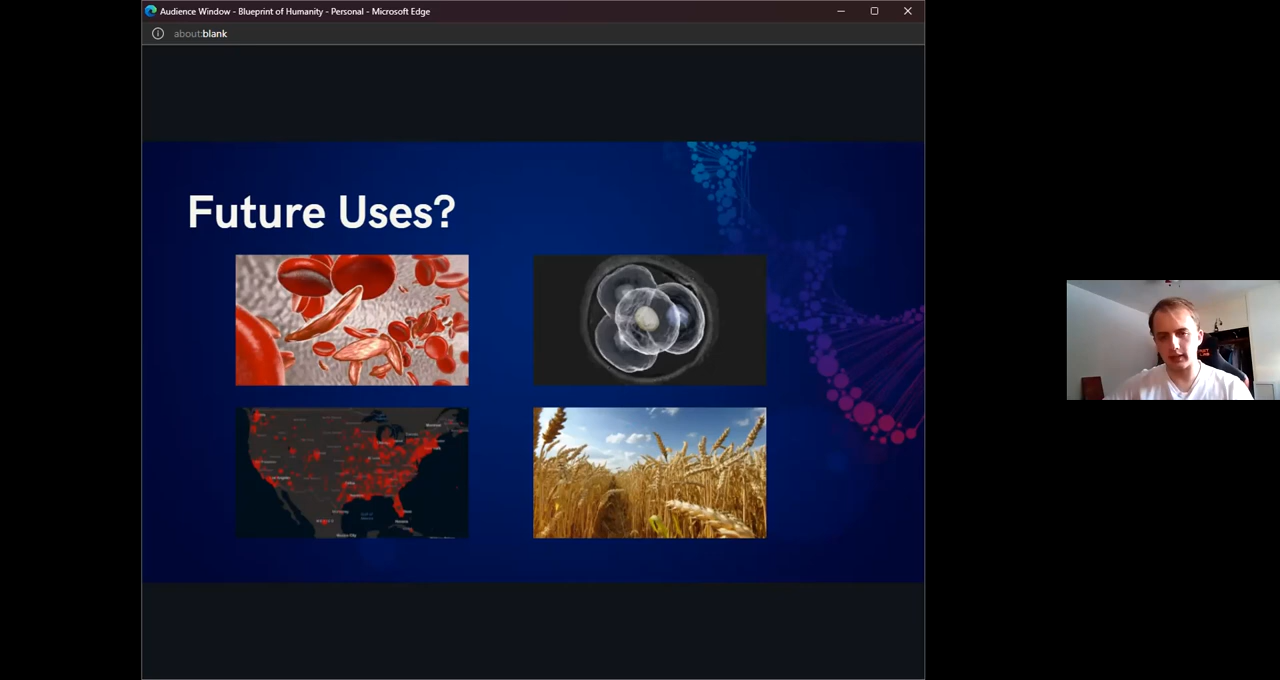 Audience Window - Blueprint of Humanity - Personal - Microsoft Edge
about:blank
Future Uses?